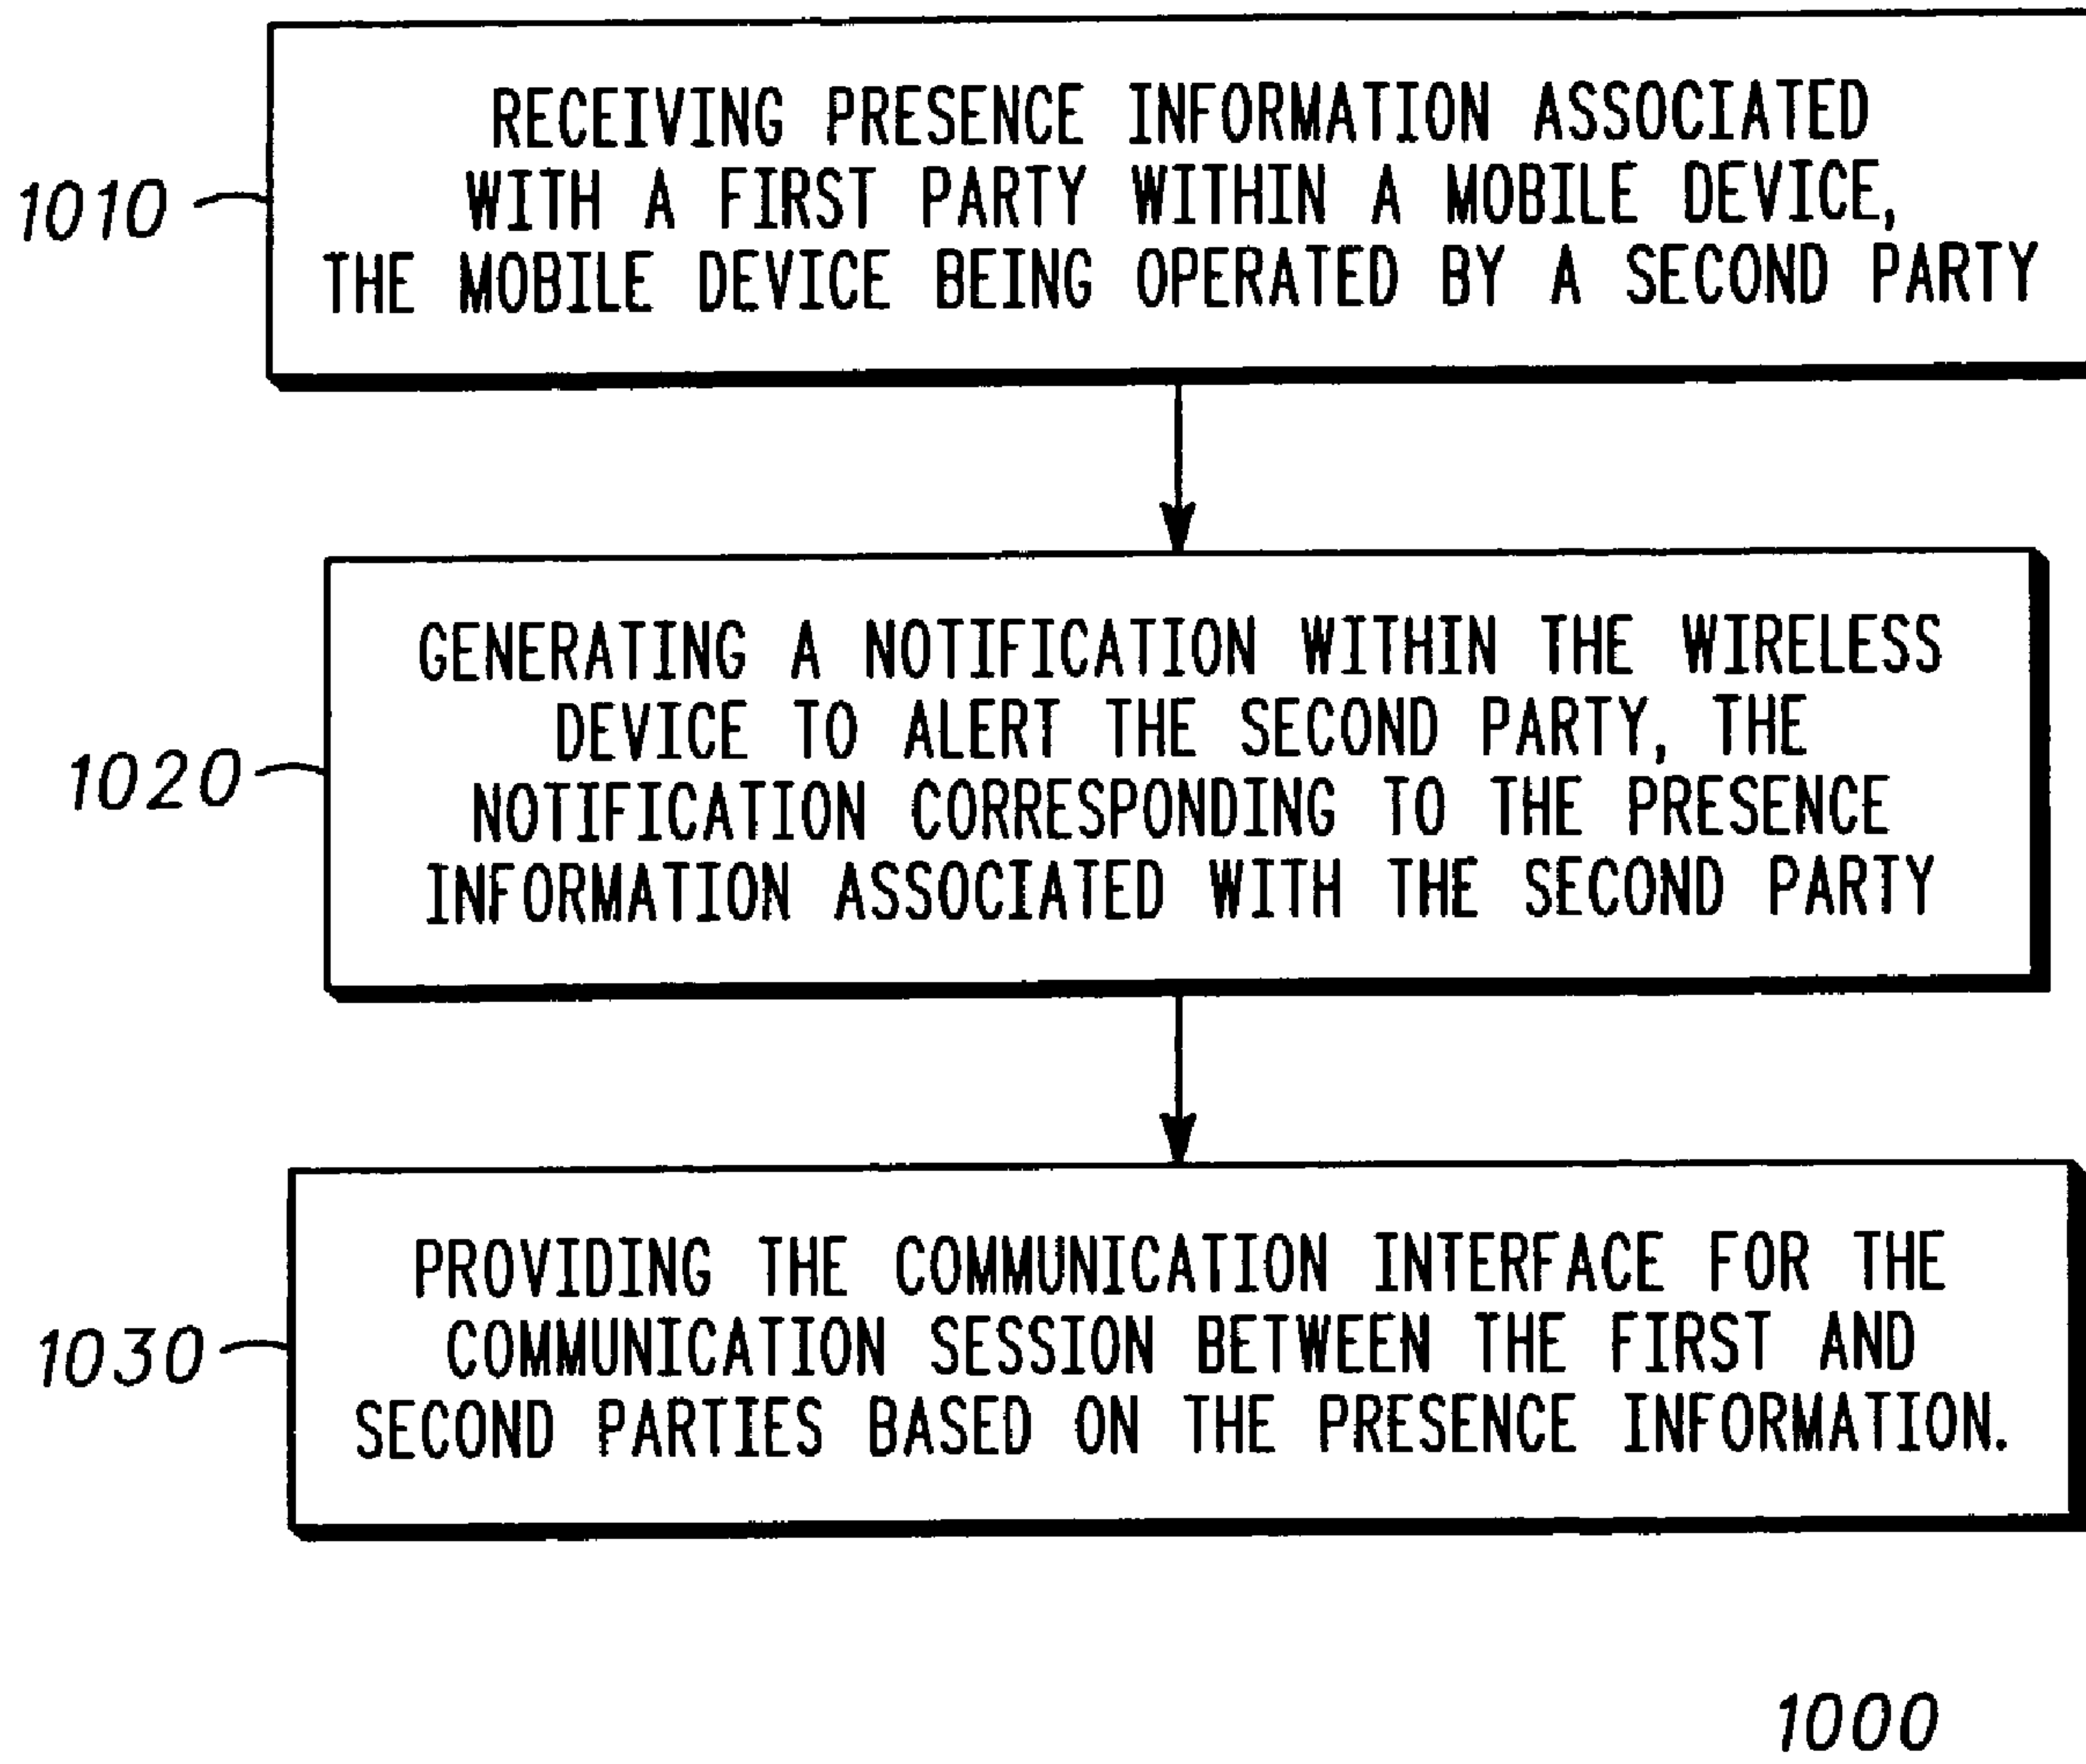 RECEIVING PRESENCE INFORMATION ASSOCIATED
WITH A FIRST PARTY WITHIN A MOBILE DEVICE,
THE MOBILE DEVICE BEING OPERATED BY A SECOND PARTY
1010
GENERATING A NOTIFICATION WITHIN THE WIRELESS
DEVICE TO ALERT THE SECOND PARTY, THE
NOTIFICATION CORRESPONDING TO THE PRESENCE
INFORMATION ASSOCIATED WITH THE SECOND PARTY
1020
PROVIDING THE COMMUNICATION INTERFACE FOR THE
COMMUNICATION SESSION BETWEEN THE FIRST AND
SECOND PARTIES BASED ON THE PRESENCE INFORMATION.
1030
1000